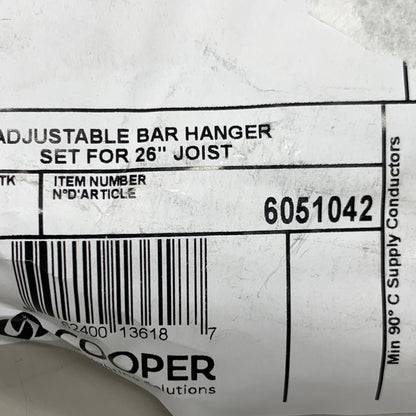 ADJUSTABLE BAR HANGER
SET FOR 26" JOIST
TK
ITEM NUMBER
N°D'ARTICLE
6051042
Min 90° C Supply Conductors
82400 13618 7
COOPER
Solutions